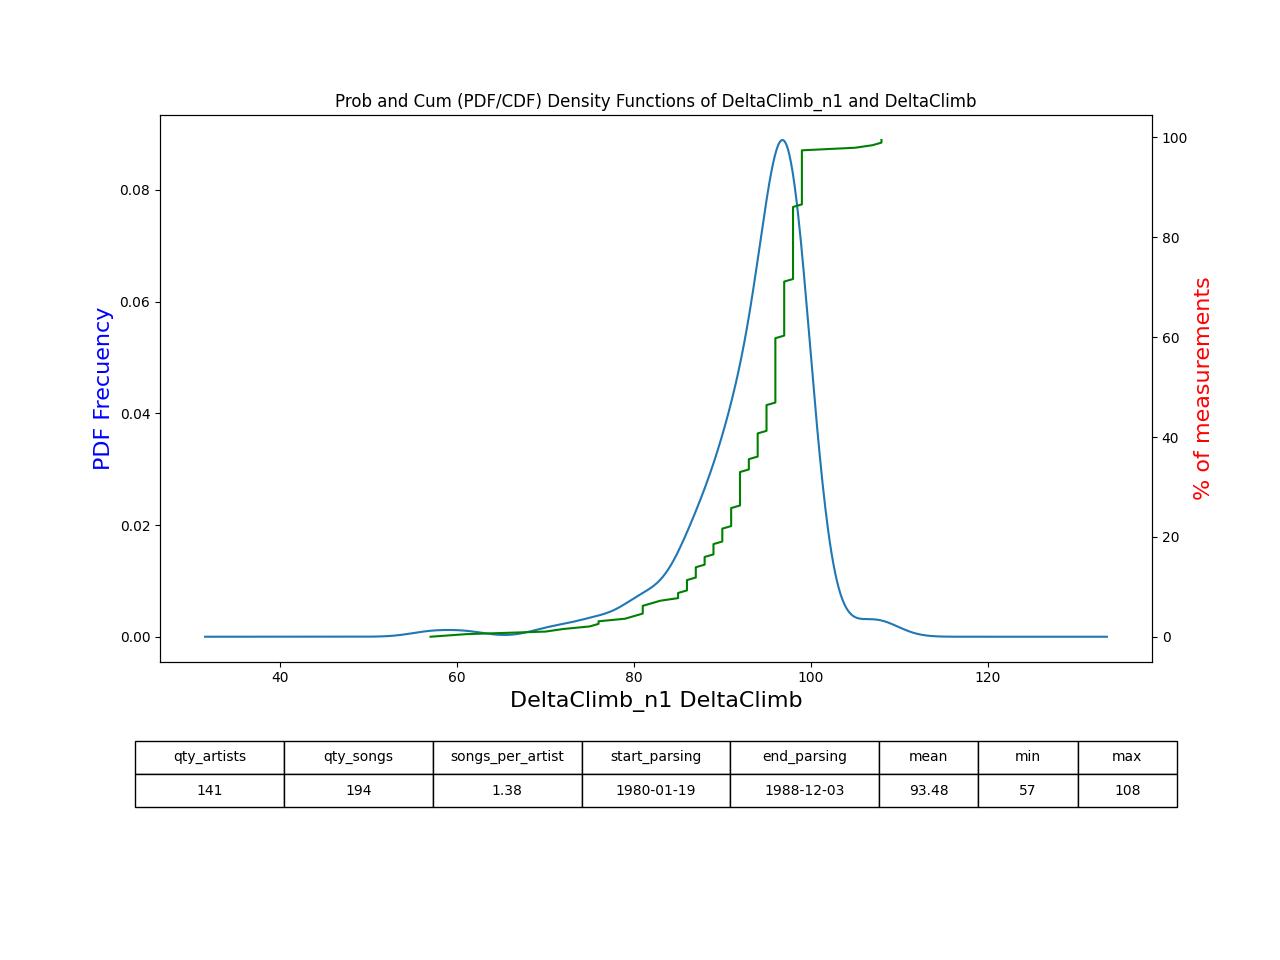 Prob and Cum (PDF/CDF) Density Functions of DeltaClimb_n1 and DeltaClimb
PDF Frecuency
0.08
0.06
0.04
0.02
0.00
100
80
60
40
20
0
% of measurements
40 60 80 100 120
DeltaClimb_n1 DeltaClimb
qty_artists qty_songs songs_per_artist start_parsing end_parsing mean min max
141 194 1.38 1980-01-19 1988-12-03 93.48 57 108